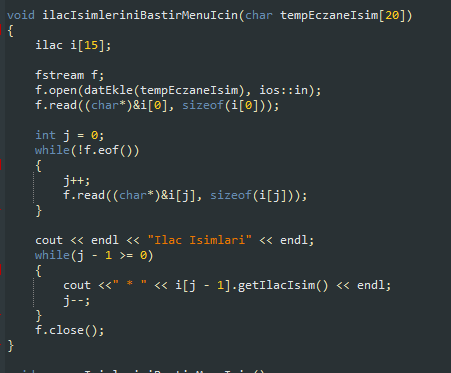 void ilacIsimleriniBastirMenuIcin(char tempEczaneIsim[20])
{
ilac i[15];
fstream f;
f.open(datEkle(tempEczaneIsim), ios::in);
f.read((char*)&i[0], sizeof(i[0]));
int j = 0;
while(!f.eof())
{
j++;
f.read((char*)&i[j], sizeof(i[j]));
}
cout << endl << "Ilac Isimlari" << endl;
while(j - 1 >= 0)
{
cout <<" * " << i[j - 1].getIlacIsim() << endl;
j--;
}
f.close();
}